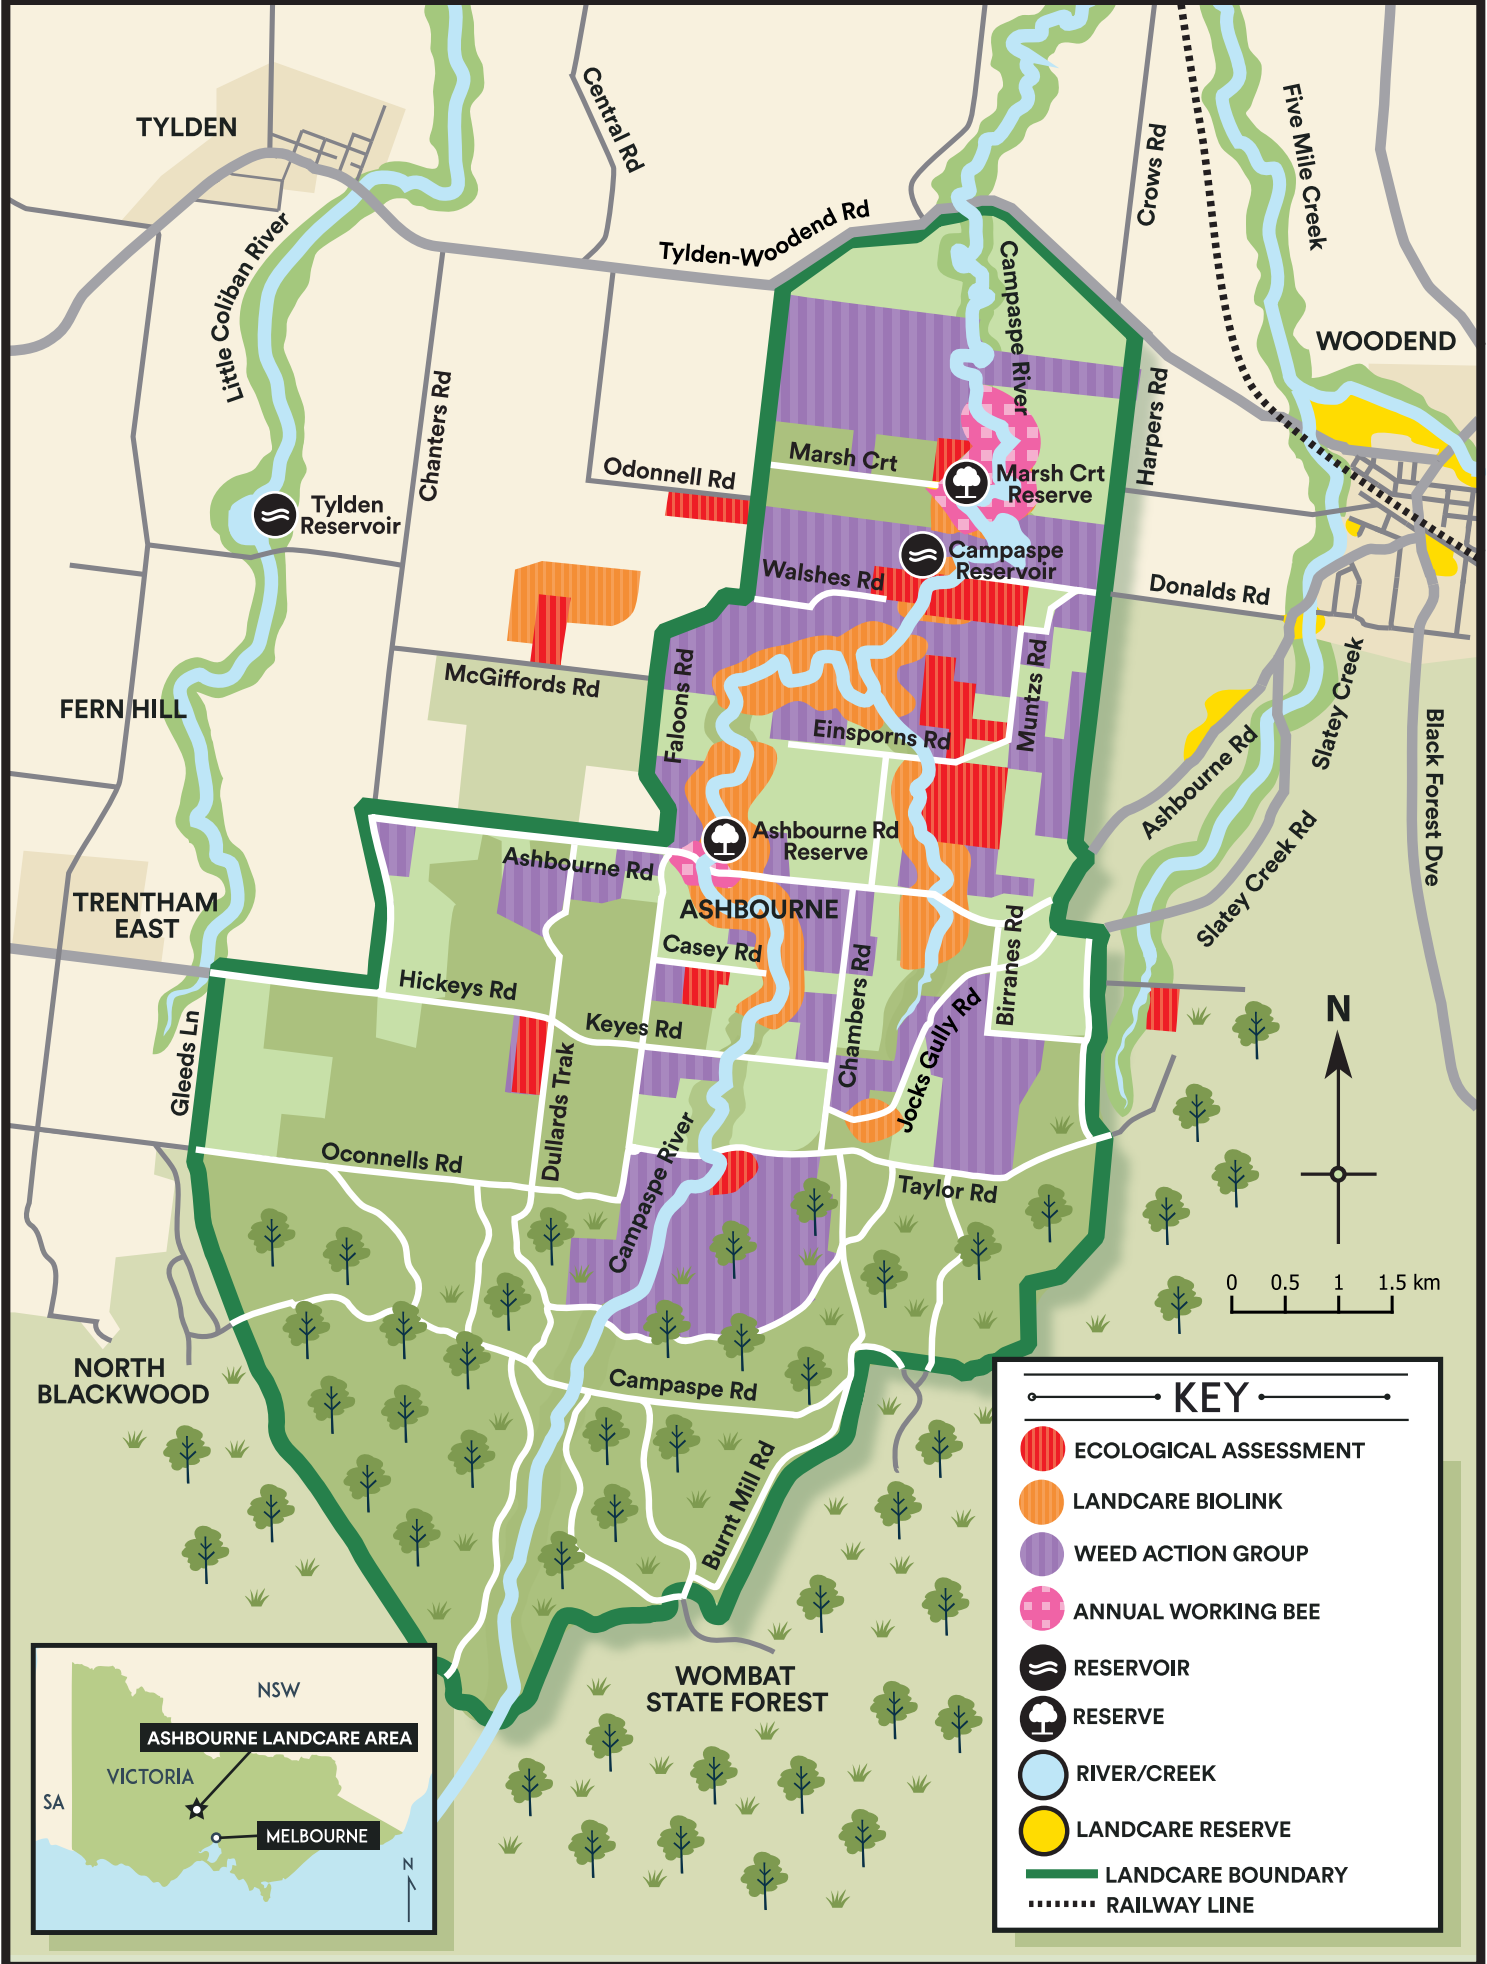 TYLDEN
Central Rd
Crows Rd
Five Mile Creek
Tylden-Woodend Rd
Little Coliban River
Campaspe River
WOODEND
Chanters Rd
Harpers Rd
Odonnell Rd
Marsh Crt
Marsh Crt
Reserve
Tylden
Reservoir
Campaspe
Reservoir
Walshes Rd
Donalds Rd
McGiffords Rd
Faloons Rd
Muntzs Rd
Slatey Creek
FERN HILL
Einsporns Rd
Ashbourne Rd
Black Forest Dve
Ashbourne Rd
Reserve
Ashbourne Rd
Slatey Creek Rd
TRENTHAM
EAST
ASHBOURNE
Casey Rd
Chambers Rd
Birranes Rd
Hickeys Rd
Keyes Rd
Jocks Gully Rd
N
Gleeds Ln
Dullards Trak
Campaspe River
Oconnells Rd
Taylor Rd
0 0.5 1 1.5 km
NORTH
BLACKWOOD
Campaspe Rd
Burnt Mill Rd
WOMBAT
STATE FOREST
KEY
ECOLOGICAL ASSESSMENT
LANDCARE BIOLINK
WEED ACTION GROUP
ANNUAL WORKING BEE
RESERVOIR
RESERVE
RIVER/CREEK
LANDCARE RESERVE
LANDCARE BOUNDARY
RAILWAY LINE
NSW
ASHBOURNE LANDCARE AREA
VICTORIA
SA
MELBOURNE
N